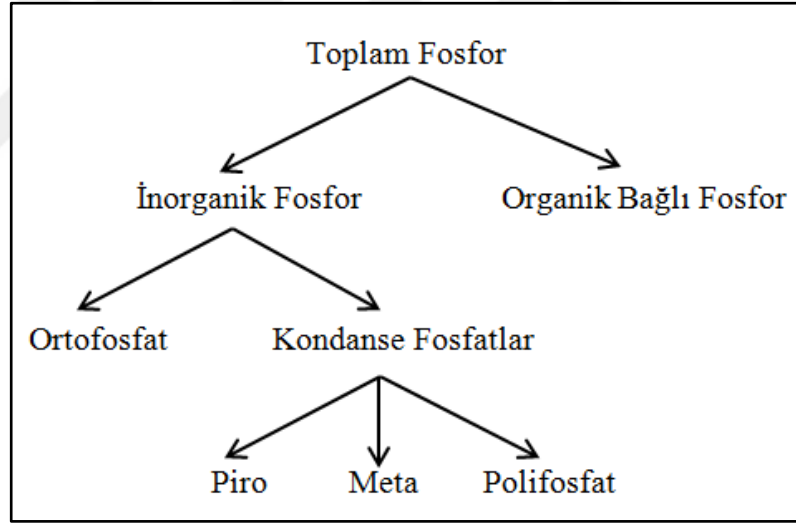 Toplam Fosfor
İnorganik Fosfor Organik Bağlı Fosfor
Ortofosfat Kondanse Fosfatlar
Piro Meta Polifosfat